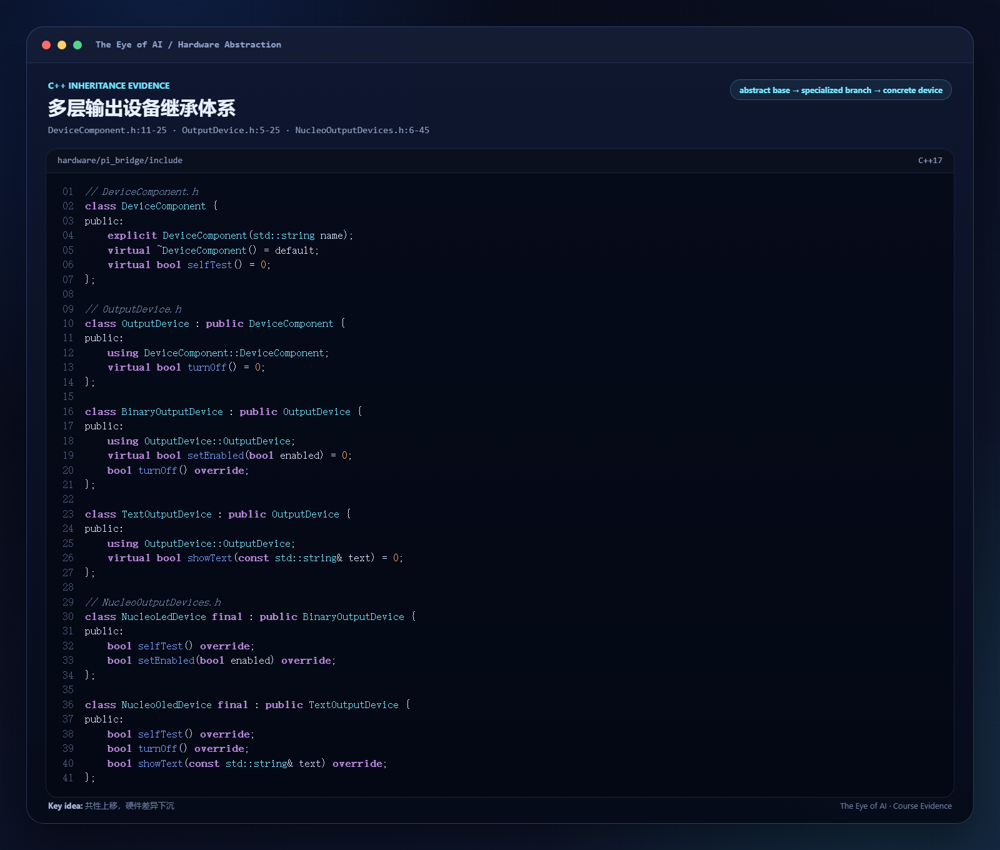 The Eye of AI / Hardware Abstraction
C++ INHERITANCE EVIDENCE
abstract base → specialized branch → concrete device
多层输出设备继承体系
DeviceComponent.h:11-25 · OutputDevice.h:5-25 · NucleoOutputDevices.h:6-45
hardware/pi_bridge/include C++17
01 // DeviceComponent.h
02 class DeviceComponent {
03 public:
04     explicit DeviceComponent(std::string name);
05     virtual ~DeviceComponent() = default;
06     virtual bool selfTest() = 0;
07 };
08
09 // OutputDevice.h
10 class OutputDevice : public DeviceComponent {
11 public:
12     using DeviceComponent::DeviceComponent;
13     virtual bool turnOff() = 0;
14 };
15
16 class BinaryOutputDevice : public OutputDevice {
17 public:
18     using OutputDevice::OutputDevice;
19     virtual bool setEnabled(bool enabled) = 0;
20     bool turnOff() override;
21 };
22
23 class TextOutputDevice : public OutputDevice {
24 public:
25     using OutputDevice::OutputDevice;
26     virtual bool showText(const std::string& text) = 0;
27 };
28
29 // NucleoOutputDevices.h
30 class NucleoLedDevice final : public BinaryOutputDevice {
31 public:
32     bool selfTest() override;
33     bool setEnabled(bool enabled) override;
34 };
35
36 class NucleoOledDevice final : public TextOutputDevice {
37 public:
38     bool selfTest() override;
39     bool turnOff() override;
40     bool showText(const std::string& text) override;
41 };
Key idea: 共性上移，硬件差异下沉
The Eye of AI · Course Evidence